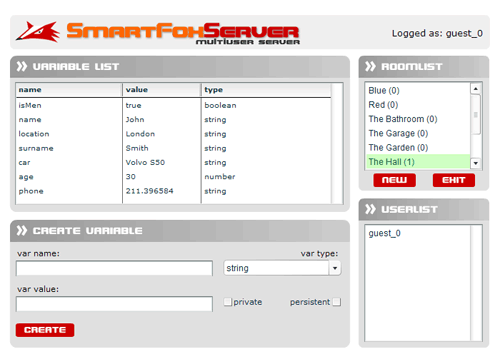 SmartFoxServer
multiuser server
Logged as: guest_0
Variable List
name value type
isMen true boolean
name John string
location London string
surname Smith string
car Volvo S50 string
age 30 number
phone 211.396584 string
Roomlist
Blue (0)
Red (0)
The Bathroom (0)
The Garage (0)
The Garden (0)
The Hall (1)
New Exit
Create Variable
var name: var type:
string
var value:
private persistent
Create
Userlist
guest_0